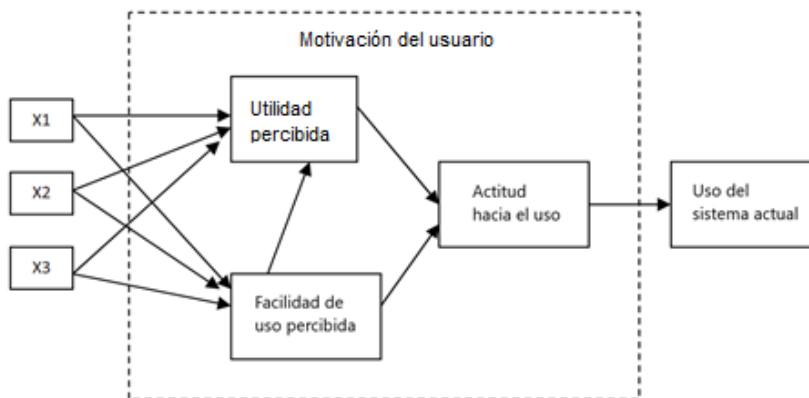 Motivación del usuario
X1
X2
X3
Utilidad
percibida
Facilidad de
uso percibida
Actitud
hacia el uso
Uso del
sistema actual